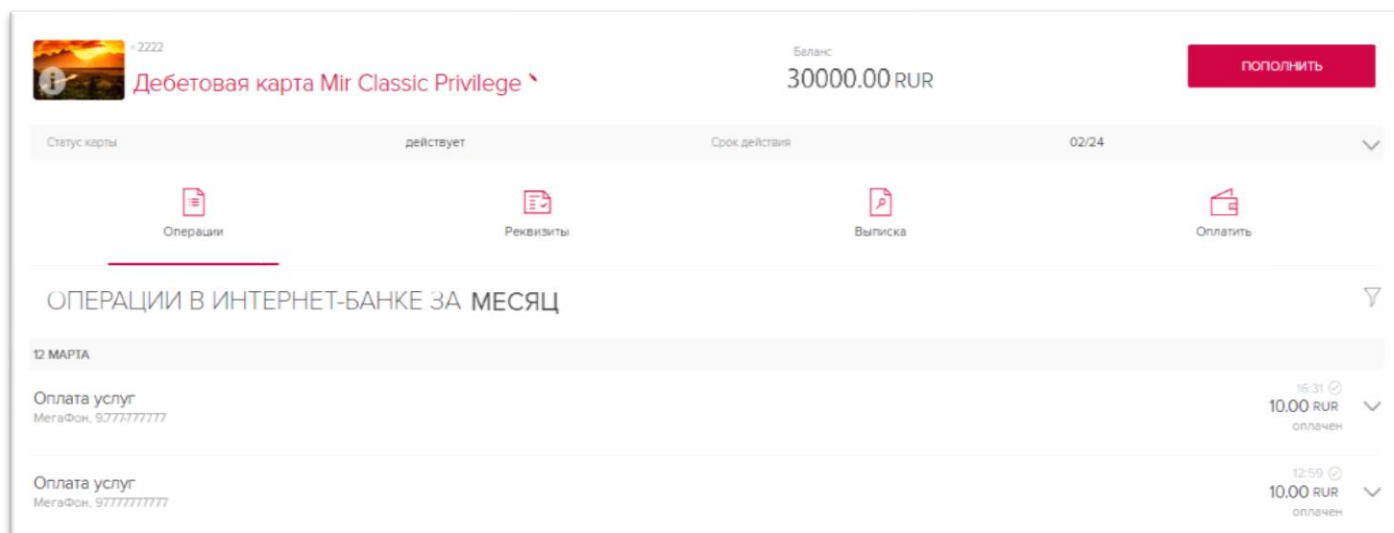 2222
Дебетовая карта Mir Classic Privilege
Баланс
30000.00 RUR
ПОПОЛНИТЬ
Статус карты действует Срок действия 02/24
Операции Реквизиты Выписка Оплатить
ОПЕРАЦИИ В ИНТЕРНЕТ-БАНКЕ ЗА МЕСЯЦ
12 МАРТА
16:31
Оплата услуг 10.00 RUR
МегаФон, 9777-777777 оплачен
12:59
Оплата услуг 10.00 RUR
МегаФон, 97777777777 оплачен